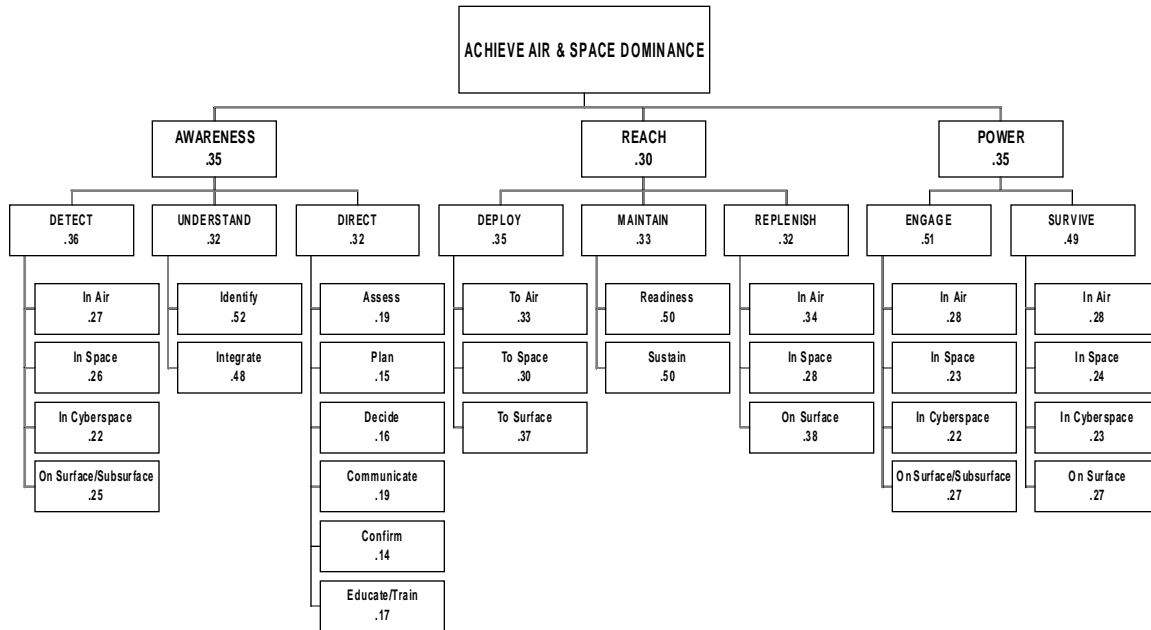 ACHIEVE AIR & SPACE DOMINANCE
AWARENESS
.35
REACH
.30
POWER
.35
DETECT
.36
UNDERSTAND
.32
DIRECT
.32
DEPLOY
.35
MAINTAIN
.33
REPLENISH
.32
ENGAGE
.51
SURVIVE
.49
In Air
.27
In Space
.26
In Cyberspace
.22
On Surface/Subsurface
.25
Identify
.52
Integrate
.48
Assess
.19
Plan
.15
Decide
.16
Communicate
.19
Confirm
.14
Educate/Train
.17
To Air
.33
To Space
.30
To Surface
.37
Readiness
.50
Sustain
.50
In Air
.34
In Space
.28
On Surface
.38
In Air
.28
In Space
.23
In Cyberspace
.22
On Surface/Subsurface
.27
In Air
.28
In Space
.24
In Cyberspace
.23
On Surface
.27